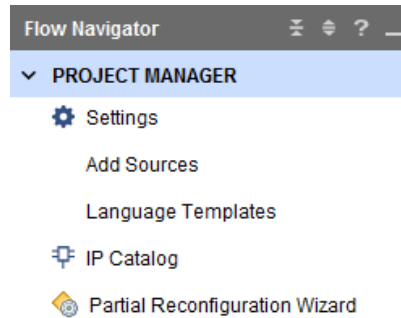 Flow Navigator ?
PROJECT MANAGER
Settings
Add Sources
Language Templates
IP Catalog
Partial Reconfiguration Wizard